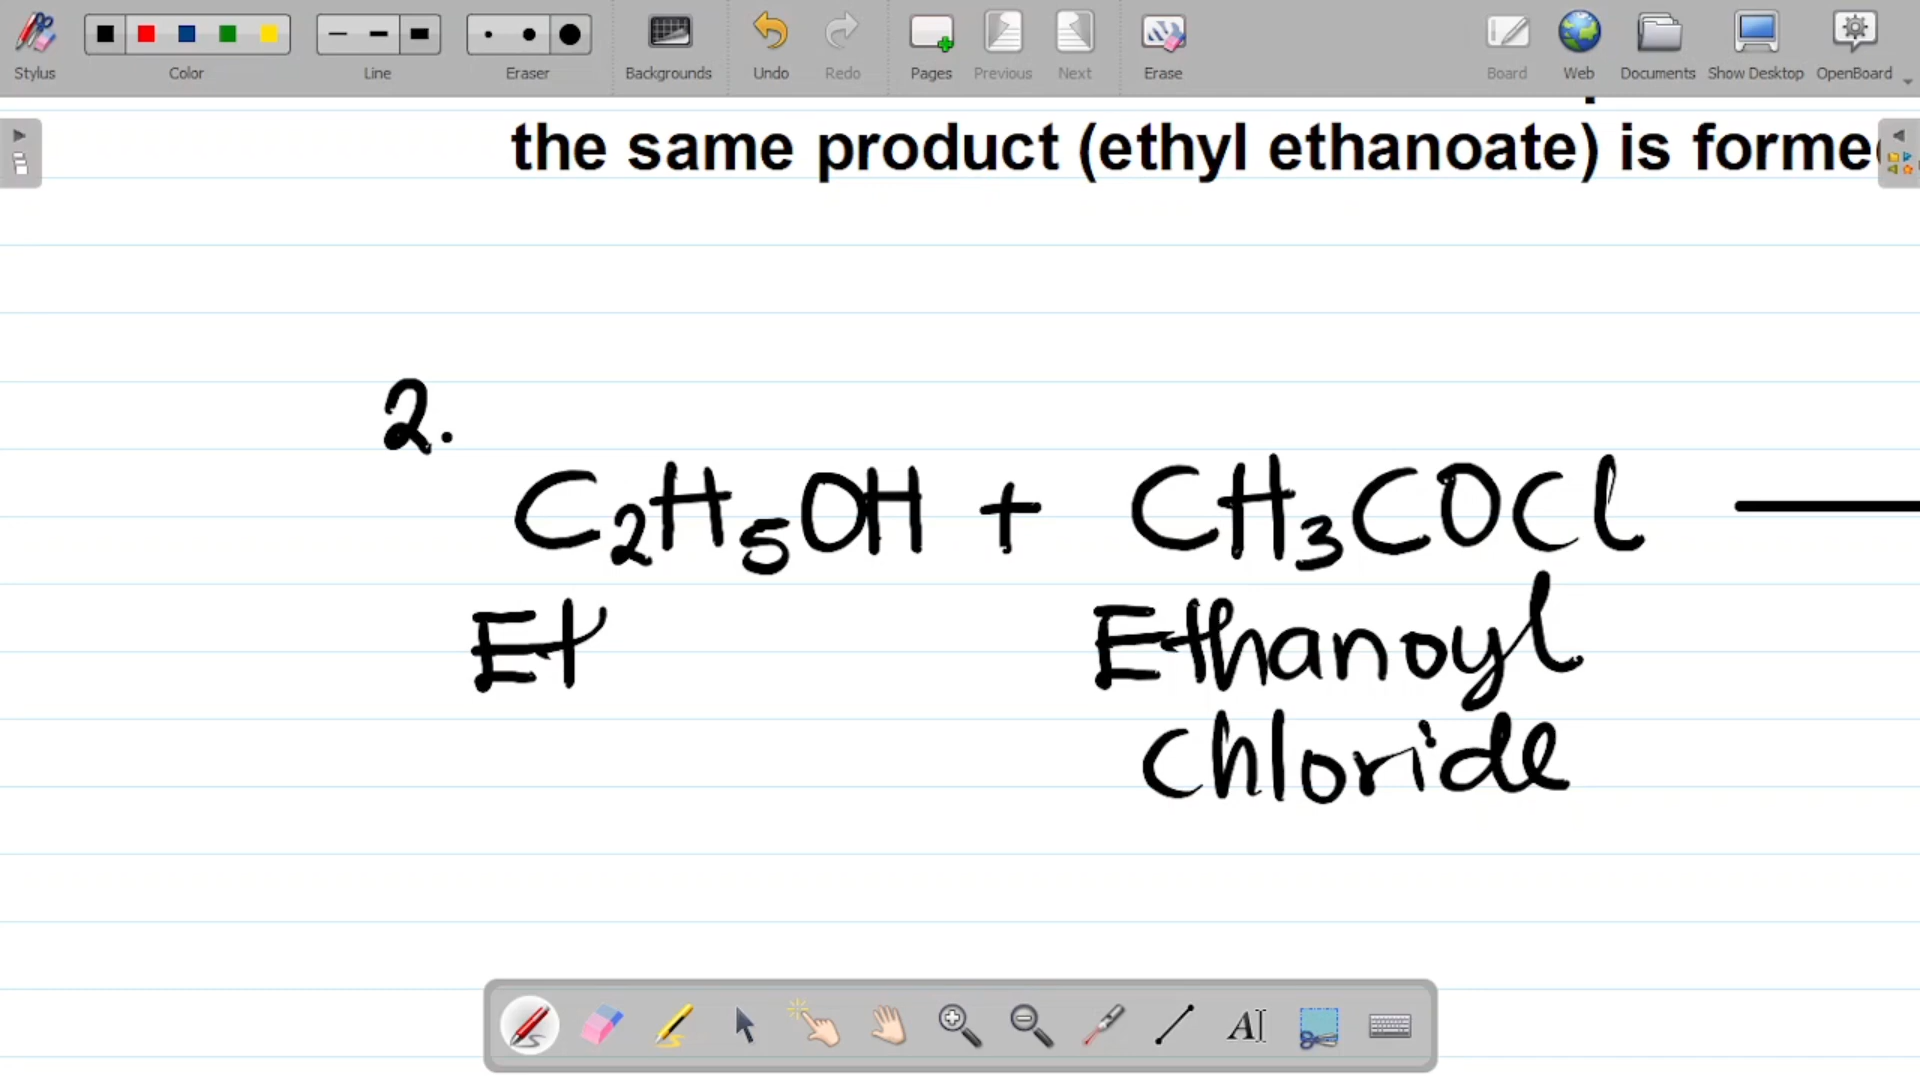 Stylus Color Line Eraser Backgrounds Undo Redo Pages Previous Next Erase Board Web Documents Show Desktop OpenBoard
the same product (ethyl ethanoate) is forme
2.
C₂H₅OH + CH₃COCl
Et Ethanoyl
Chloride